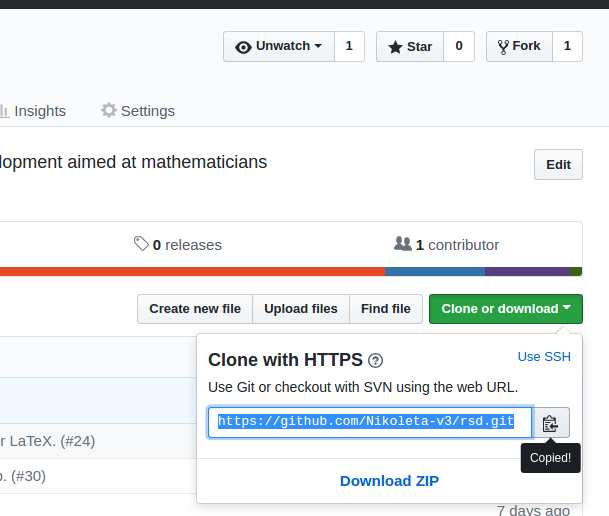 Unwatch 1 Star 0 Fork 1
Insights Settings
lopment aimed at mathematicians Edit
0 releases 1 contributor
Create new file Upload files Find file Clone or download
Clone with HTTPS Use SSH
Use Git or checkout with SVN using the web URL.
https://github.com/Nikoleta-v3/rsd.git
r LaTeX. (#24)
Copied!
o. (#30)
Download ZIP
7 days ago